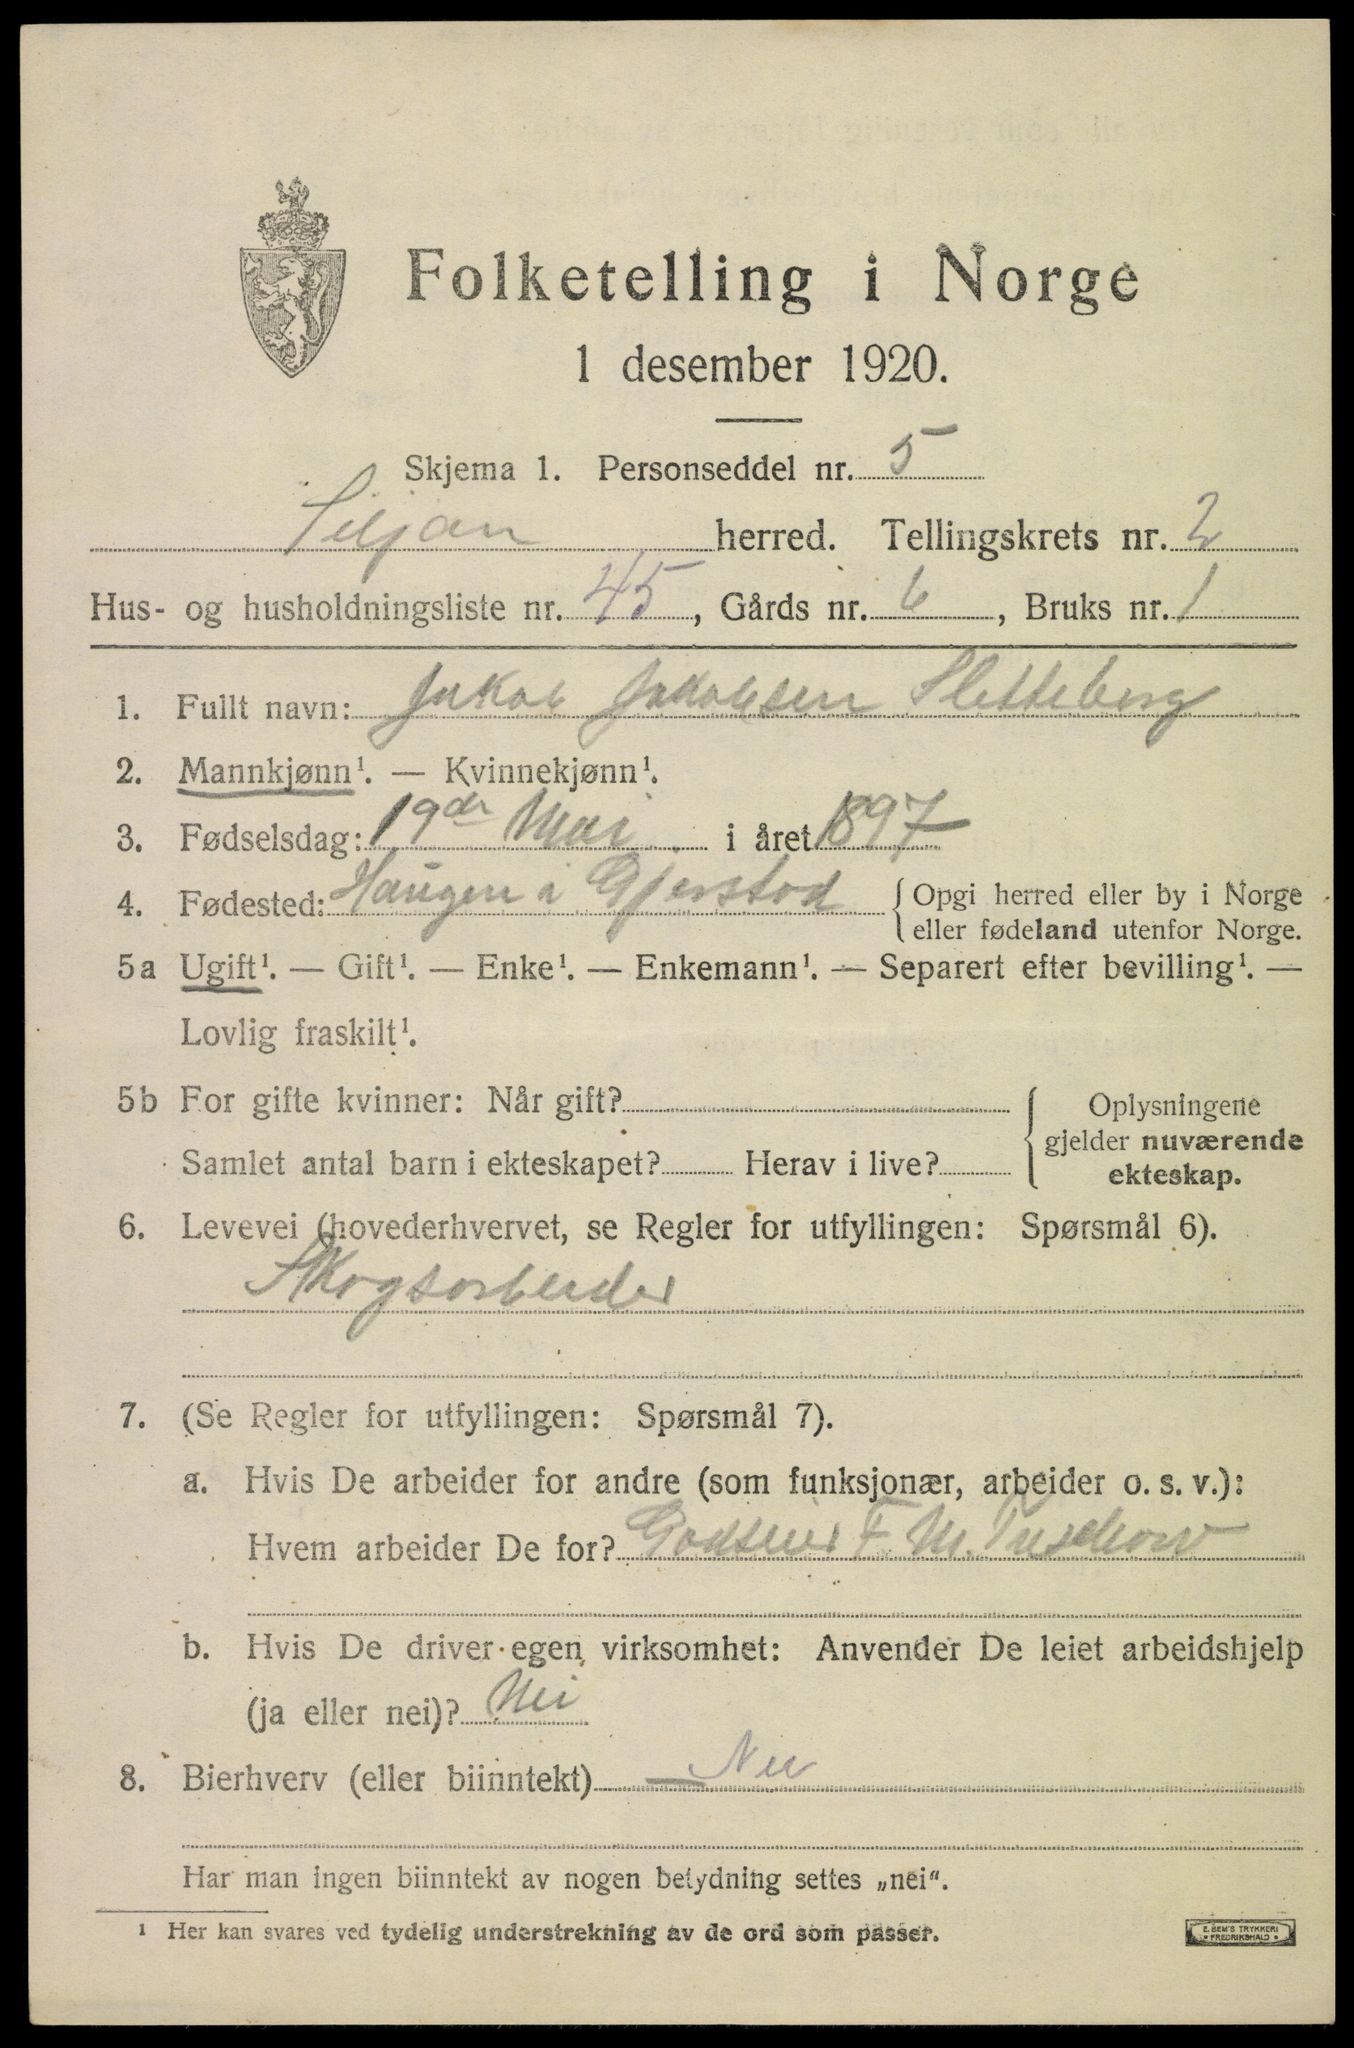 Folketelling i Norge
1 desember 1920.
Skjema 1. Personseddel nr. 5
Siljan herred. Tellingskrets nr. 2
Hus- og husholdningsliste nr. 45, Gårds nr. 6, Bruks nr. 1
1. Fullt navn: Jakob Jakobsen Sletteberg
2. Mannkjønn¹. — Kvinnekjønn¹.
3. Fødselsdag: 19de Mai i året 1897
4. Fødested: Haugen i Gjerstad { Opgi herred eller by i Norge
eller fødeland utenfor Norge.
5a Ugift¹. — Gift¹. — Enke¹. — Enkemann¹. — Separert efter bevilling¹. —
Lovlig fraskilt¹.
5b For gifte kvinner: Når gift? { Oplysningene
gjelder nuværende
Samlet antal barn i ekteskapet? Herav i live?
ekteskap.
6. Levevei (hovederhvervet, se Regler for utfyllingen: Spørsmål 6).
Skogsarbeider
7. (Se Regler for utfyllingen: Spørsmål 7).
a. Hvis De arbeider for andre (som funksjonær, arbeider o. s. v.):
Hvem arbeider De for? Godseier F. M. Treschow
b. Hvis De driver egen virksomhet: Anvender De leiet arbeidshjelp
(ja eller nei)? Nei
8. Bierhverv (eller biinntekt) — Nei
Har man ingen biinntekt av nogen betydning settes „nei“.
¹ Her kan svares ved tydelig understrekning av de ord som passer.
E. SEM'S TRYKKERI
• FREDRIKSHALD •